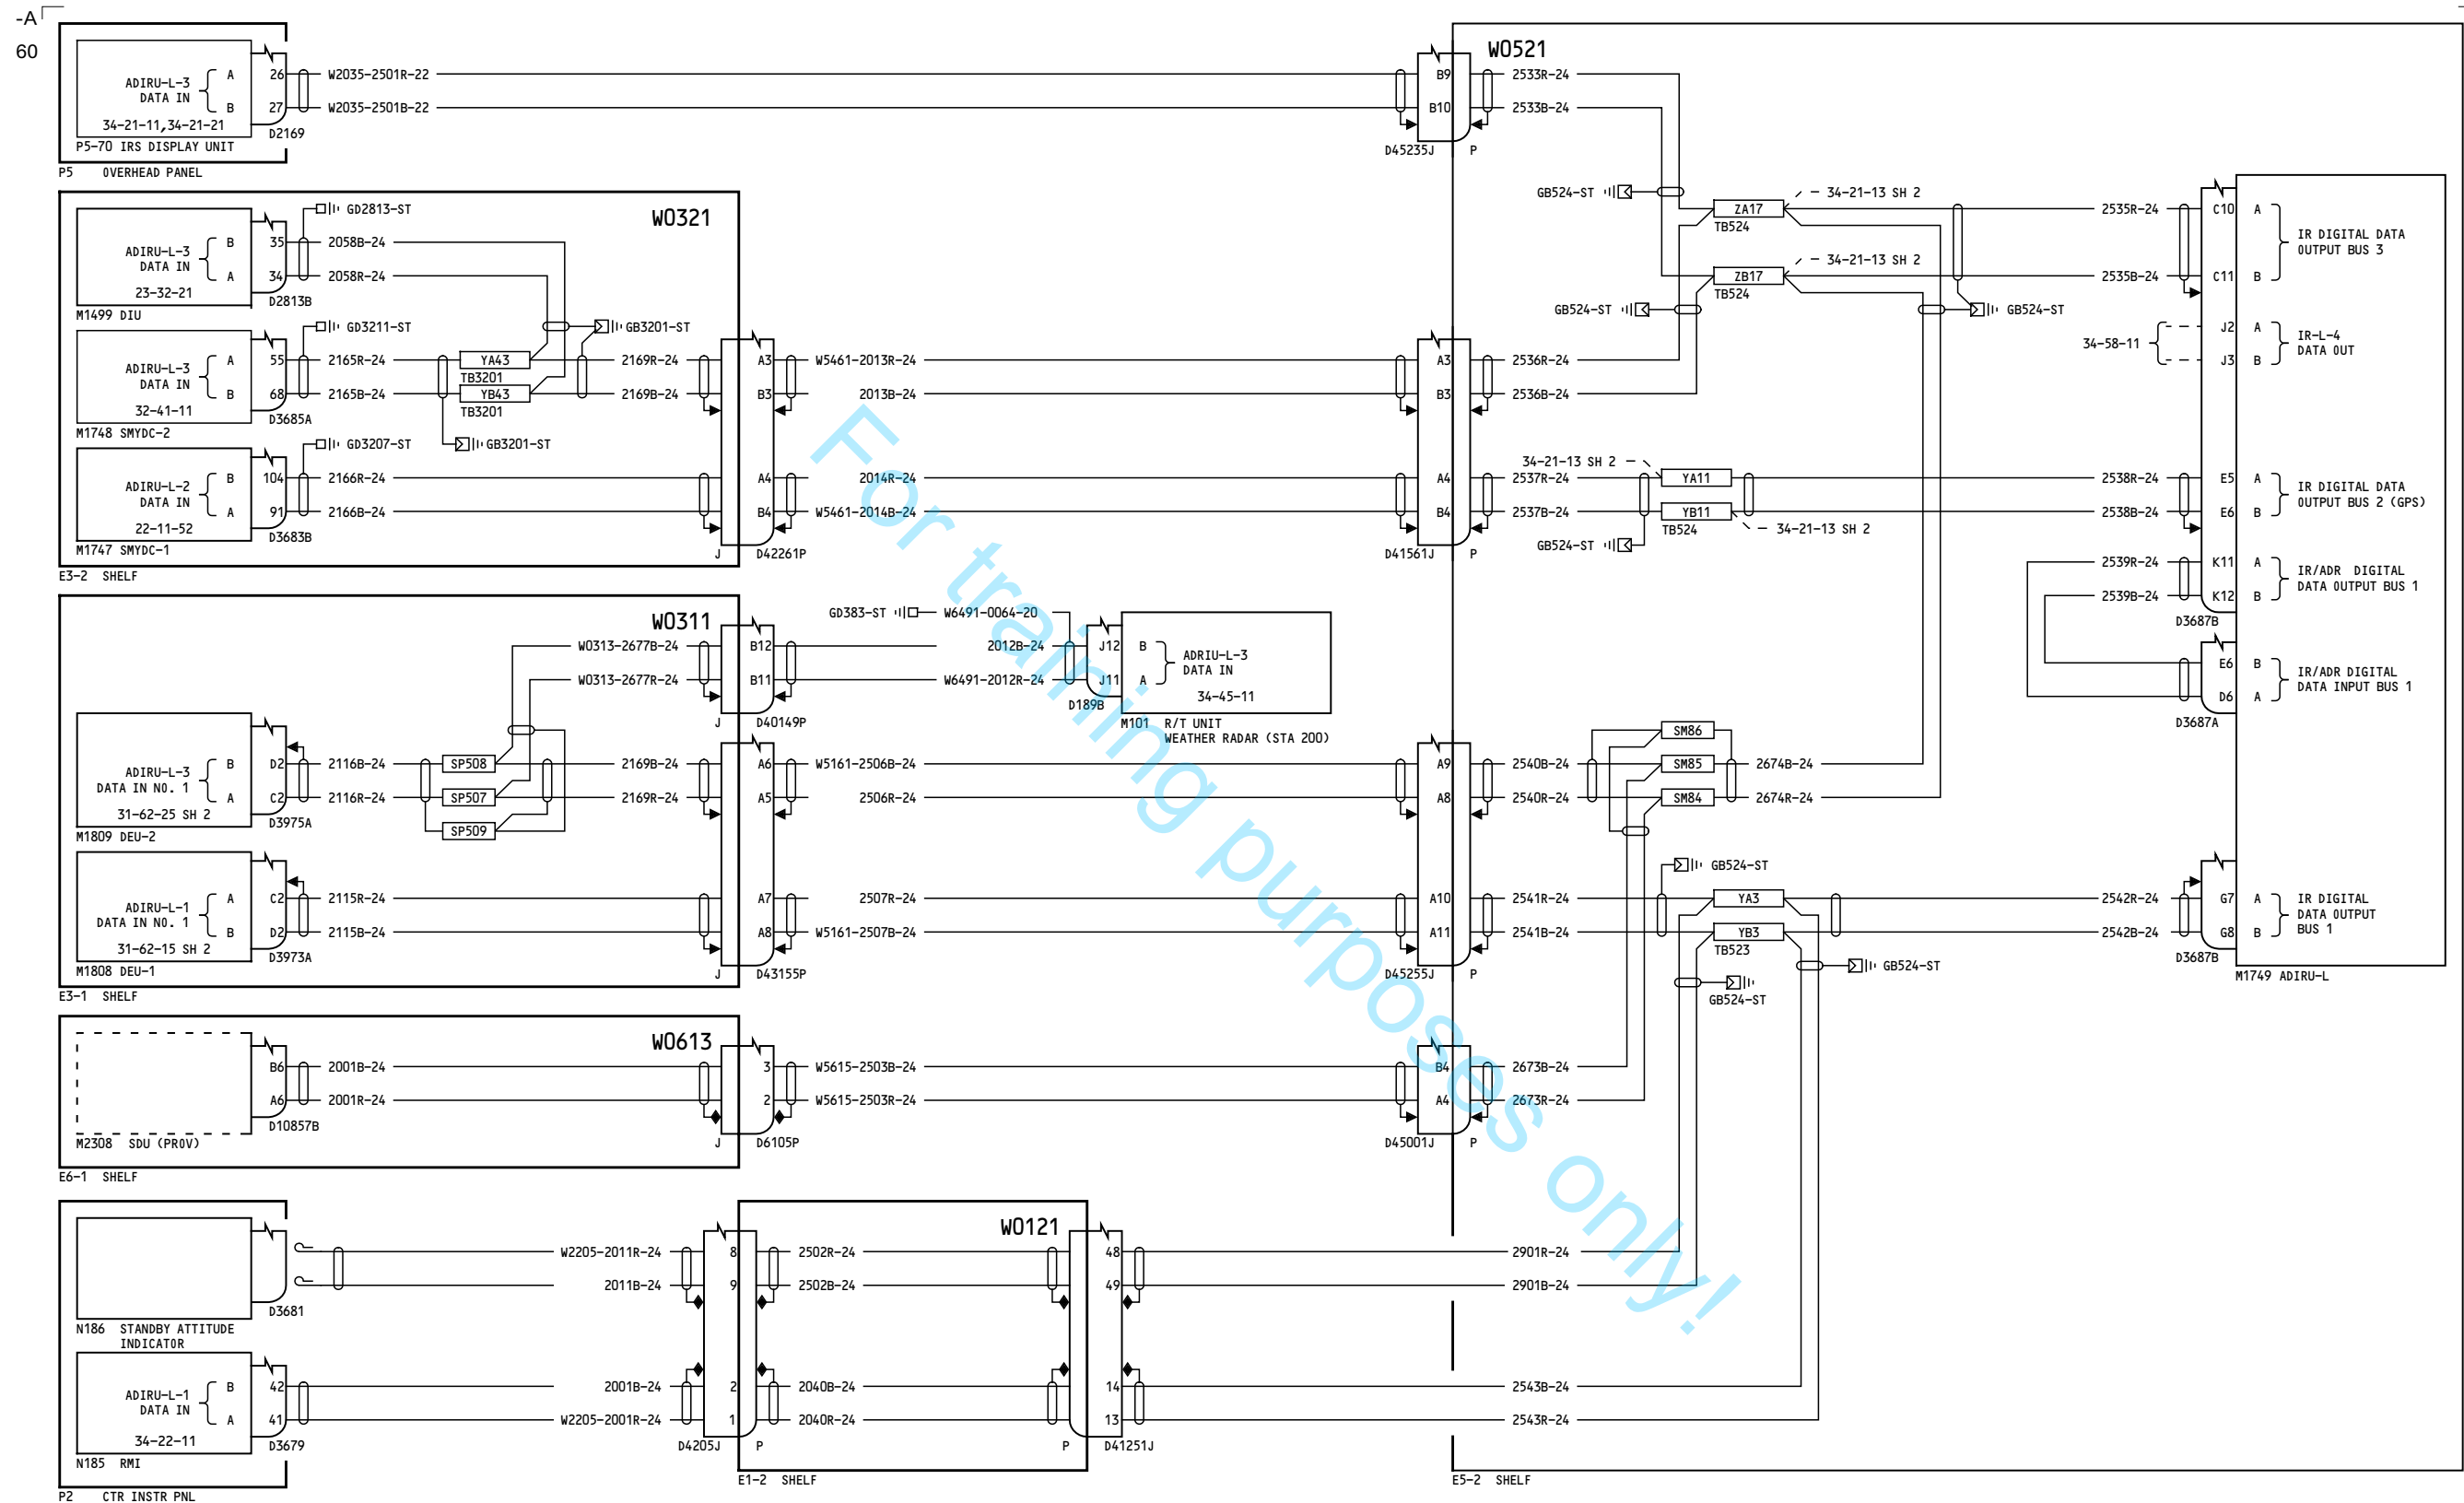 -A
60
W0521
ADIRU-L-3
DATA IN
A
B
34-21-11,34-21-21
26
27
D2169
W2035-2501R-22
W2035-2501B-22
P5-70 IRS DISPLAY UNIT
P5 OVERHEAD PANEL
B9
B10
D45235J P
2533R-24
2533B-24
W0321
ADIRU-L-3
DATA IN
B
A
23-32-21
35
34
D2813B
GD2813-ST
2058B-24
2058R-24
M1499 DIU
ADIRU-L-3
DATA IN
A
B
32-41-11
55
68
D3685A
GD3211-ST
2165R-24
2165B-24
YA43
TB3201
YB43
TB3201
GB3201-ST
GB3201-ST
2169R-24
2169B-24
M1748 SMYDC-2
ADIRU-L-2
DATA IN
B
A
22-11-52
104
91
D3683B
GD3207-ST
2166R-24
2166B-24
M1747 SMYDC-1
E3-2 SHELF
A3
B3
A4
B4
J D42261P
W5461-2013R-24
2013B-24
2014R-24
W5461-2014B-24
A3
B3
A4
B4
D41561J P
2536R-24
2536B-24
2537R-24
2537B-24
GB524-ST
ZA17
TB524
34-21-13 SH 2
ZB17
TB524
34-21-13 SH 2
GB524-ST
GB524-ST
34-21-13 SH 2
YA11
YB11
TB524
34-21-13 SH 2
GB524-ST
2535R-24
2535B-24
34-58-11
2538R-24
2538B-24
2539R-24
2539B-24
C10 A
C11 B
IR DIGITAL DATA
OUTPUT BUS 3
J2 A
J3 B
IR-L-4
DATA OUT
E5 A
E6 B
IR DIGITAL DATA
OUTPUT BUS 2 (GPS)
K11 A
K12 B
IR/ADR DIGITAL
DATA OUTPUT BUS 1
D3687B
E6 B
D6 A
IR/ADR DIGITAL
DATA INPUT BUS 1
D3687A
W0311
W0313-2677B-24
W0313-2677R-24
B12
B11
J D40149P
GD383-ST
W6491-0064-20
2012B-24
W6491-2012R-24
J12 B
J11 A
D189B
ADRIU-L-3
DATA IN
34-45-11
M101 R/T UNIT
WEATHER RADAR (STA 200)
ADIRU-L-3
DATA IN NO. 1
B
A
31-62-25 SH 2
D2
C2
D3975A
2116B-24
2116R-24
SP508
SP507
SP509
2169B-24
2169R-24
M1809 DEU-2
ADIRU-L-1
DATA IN NO. 1
A
B
31-62-15 SH 2
C2
D2
D3973A
2115R-24
2115B-24
M1808 DEU-1
E3-1 SHELF
A6
A5
A7
A8
J D43155P
W5161-2506B-24
2506R-24
2507R-24
W5161-2507B-24
A9
A8
A10
A11
D45255J P
2540B-24
2540R-24
2541R-24
2541B-24
SM86
SM85
SM84
2674B-24
2674R-24
GB524-ST
YA3
YB3
TB523
GB524-ST
GB524-ST
2542R-24
2542B-24
G7 A
G8 B
IR DIGITAL
DATA OUTPUT
BUS 1
D3687B
M1749 ADIRU-L
W0613
B6
A6
D10857B
2001B-24
2001R-24
M2308 SDU (PROV)
E6-1 SHELF
3
2
J D6105P
W5615-2503B-24
W5615-2503R-24
B4
A4
D45001J P
2673B-24
2673R-24
D3681
N186 STANDBY ATTITUDE
INDICATOR
W2205-2011R-24
2011B-24
8
9
W0121
2502R-24
2502B-24
48
49
2901R-24
2901B-24
ADIRU-L-1
DATA IN
B
A
34-22-11
42
41
D3679
N185 RMI
P2 CTR INSTR PNL
2001B-24
W2205-2001R-24
2
1
D4205J P
2040B-24
2040R-24
14
13
P D41251J
2543B-24
2543R-24
E1-2 SHELF
E5-2 SHELF
For training purposes only!